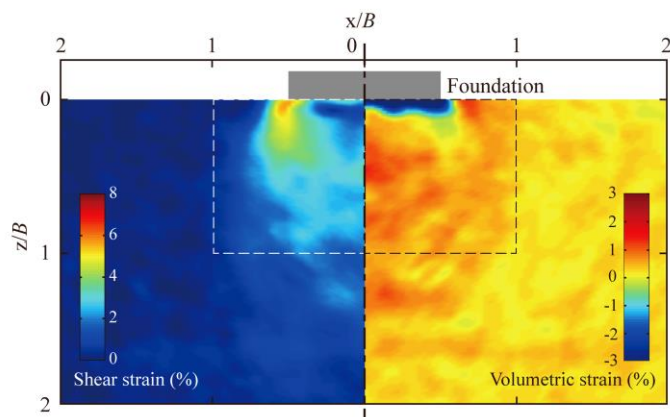 x/B
2 1 0 1 2
Foundation
0
z/B
1
2
8
6
4
2
0
Shear strain (%)
3
2
1
0
-1
-2
-3
Volumetric strain (%)